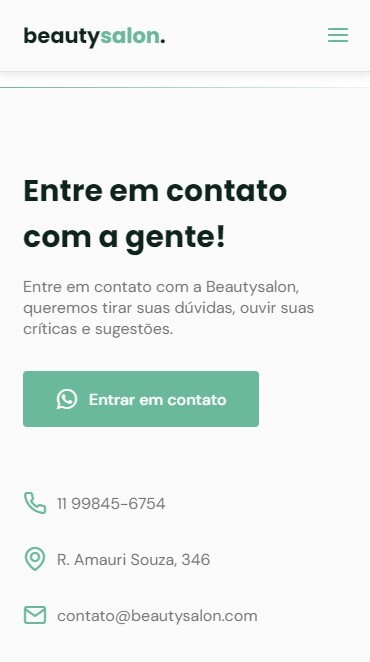 beautysalon.
Entre em contato
com a gente!
Entre em contato com a Beautysalon,
queremos tirar suas dúvidas, ouvir suas
críticas e sugestões.
Entrar em contato
11 99845-6754
R. Amauri Souza, 346
contato@beautysalon.com